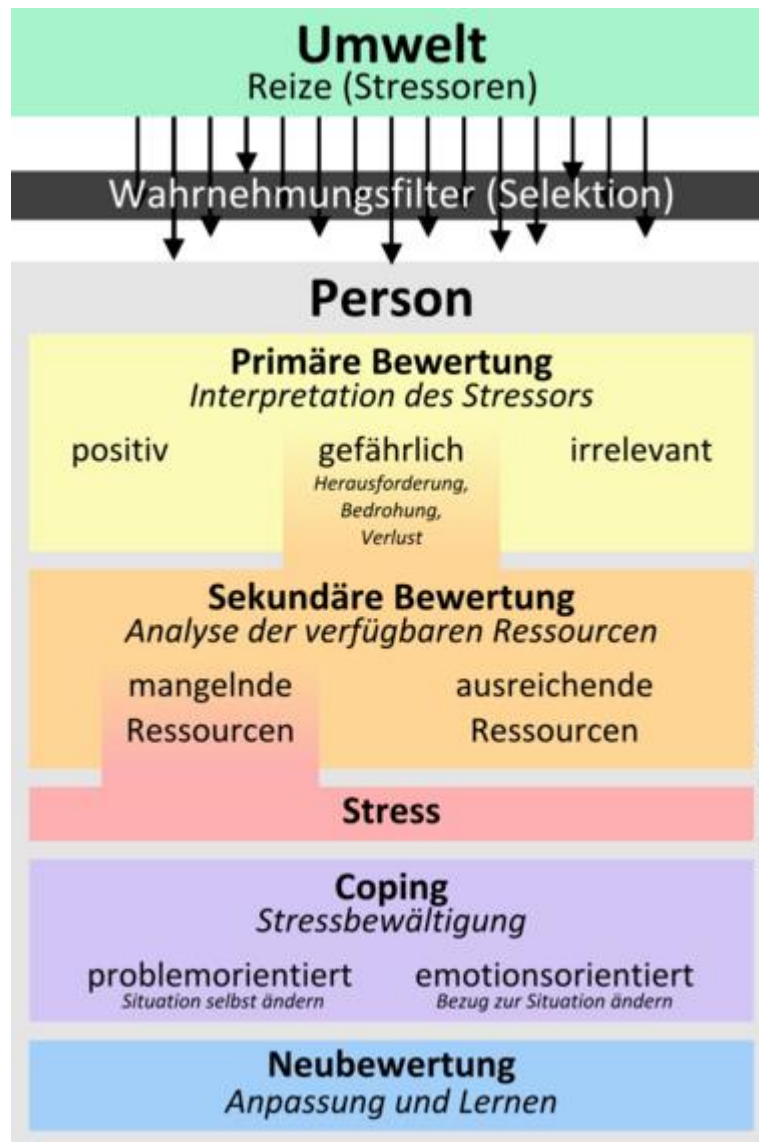 Umwelt
Reize (Stressoren)
Wahrnehmungsfilter (Selektion)
Person
Primäre Bewertung
Interpretation des Stressors
positiv
gefährlich
irrelevant
Herausforderung,
Bedrohung,
Verlust
Sekundäre Bewertung
Analyse der verfügbaren Ressourcen
mangelnde
Ressourcen
ausreichende
Ressourcen
Stress
Coping
Stressbewältigung
problemorientiert
Situation selbst ändern
emotionsorientiert
Bezug zur Situation ändern
Neubewertung
Anpassung und Lernen